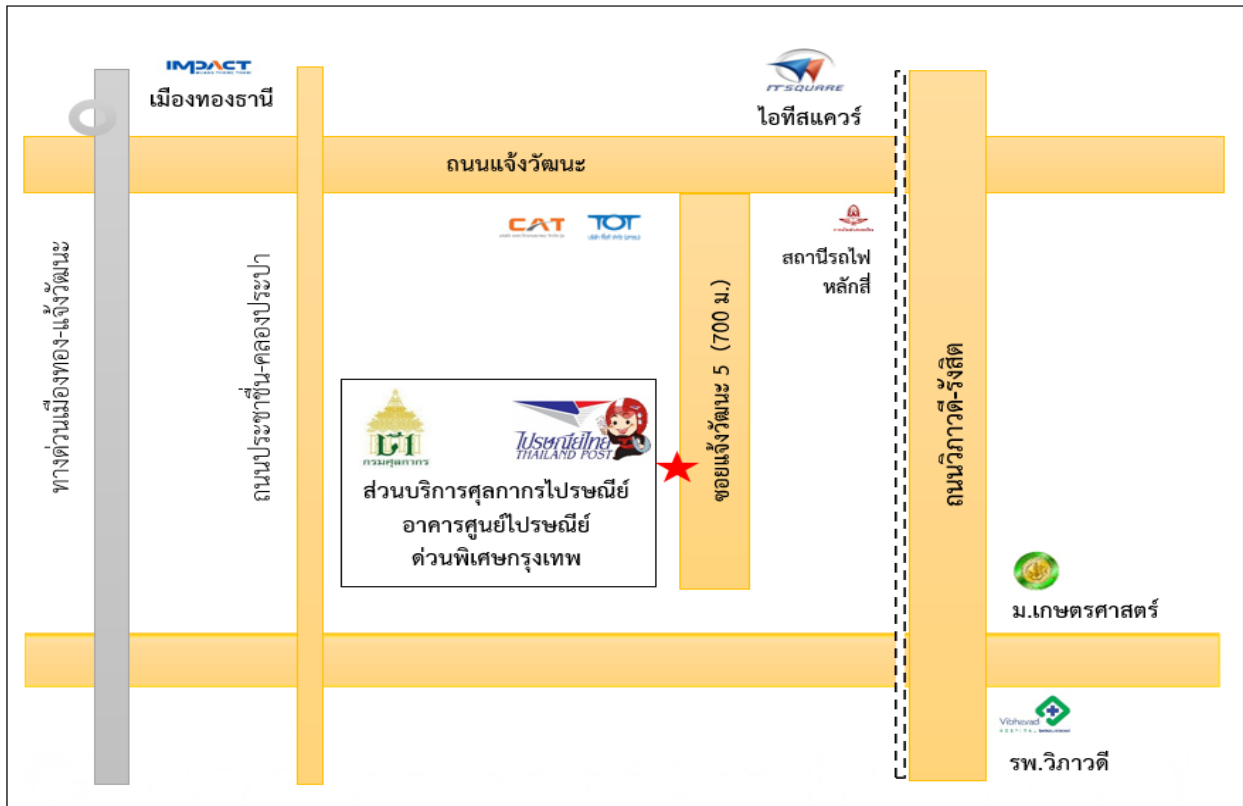 IMPACT
เมืองทองธานี
ITSQUARE
ไอทีสแควร์
ถนนแจ้งวัฒนะ
CAT
TOT
สถานีรถไฟ
หลักสี่
ทางด่วนเมืองทอง-แจ้งวัฒนะ
ถนนประชาชื่น-คลองประปา
ซอยแจ้งวัฒนะ 5 (700 ม.)
ถนนวิภาวดี-รังสิต
กรมศุลกากร
ไปรษณีย์ไทย
THAILAND POST
ส่วนบริการศุลกากรไปรษณีย์
อาคารศูนย์ไปรษณีย์
ด่วนพิเศษกรุงเทพ
ม.เกษตรศาสตร์
Vibhavad
HOSPITAL
รพ.วิภาวดี